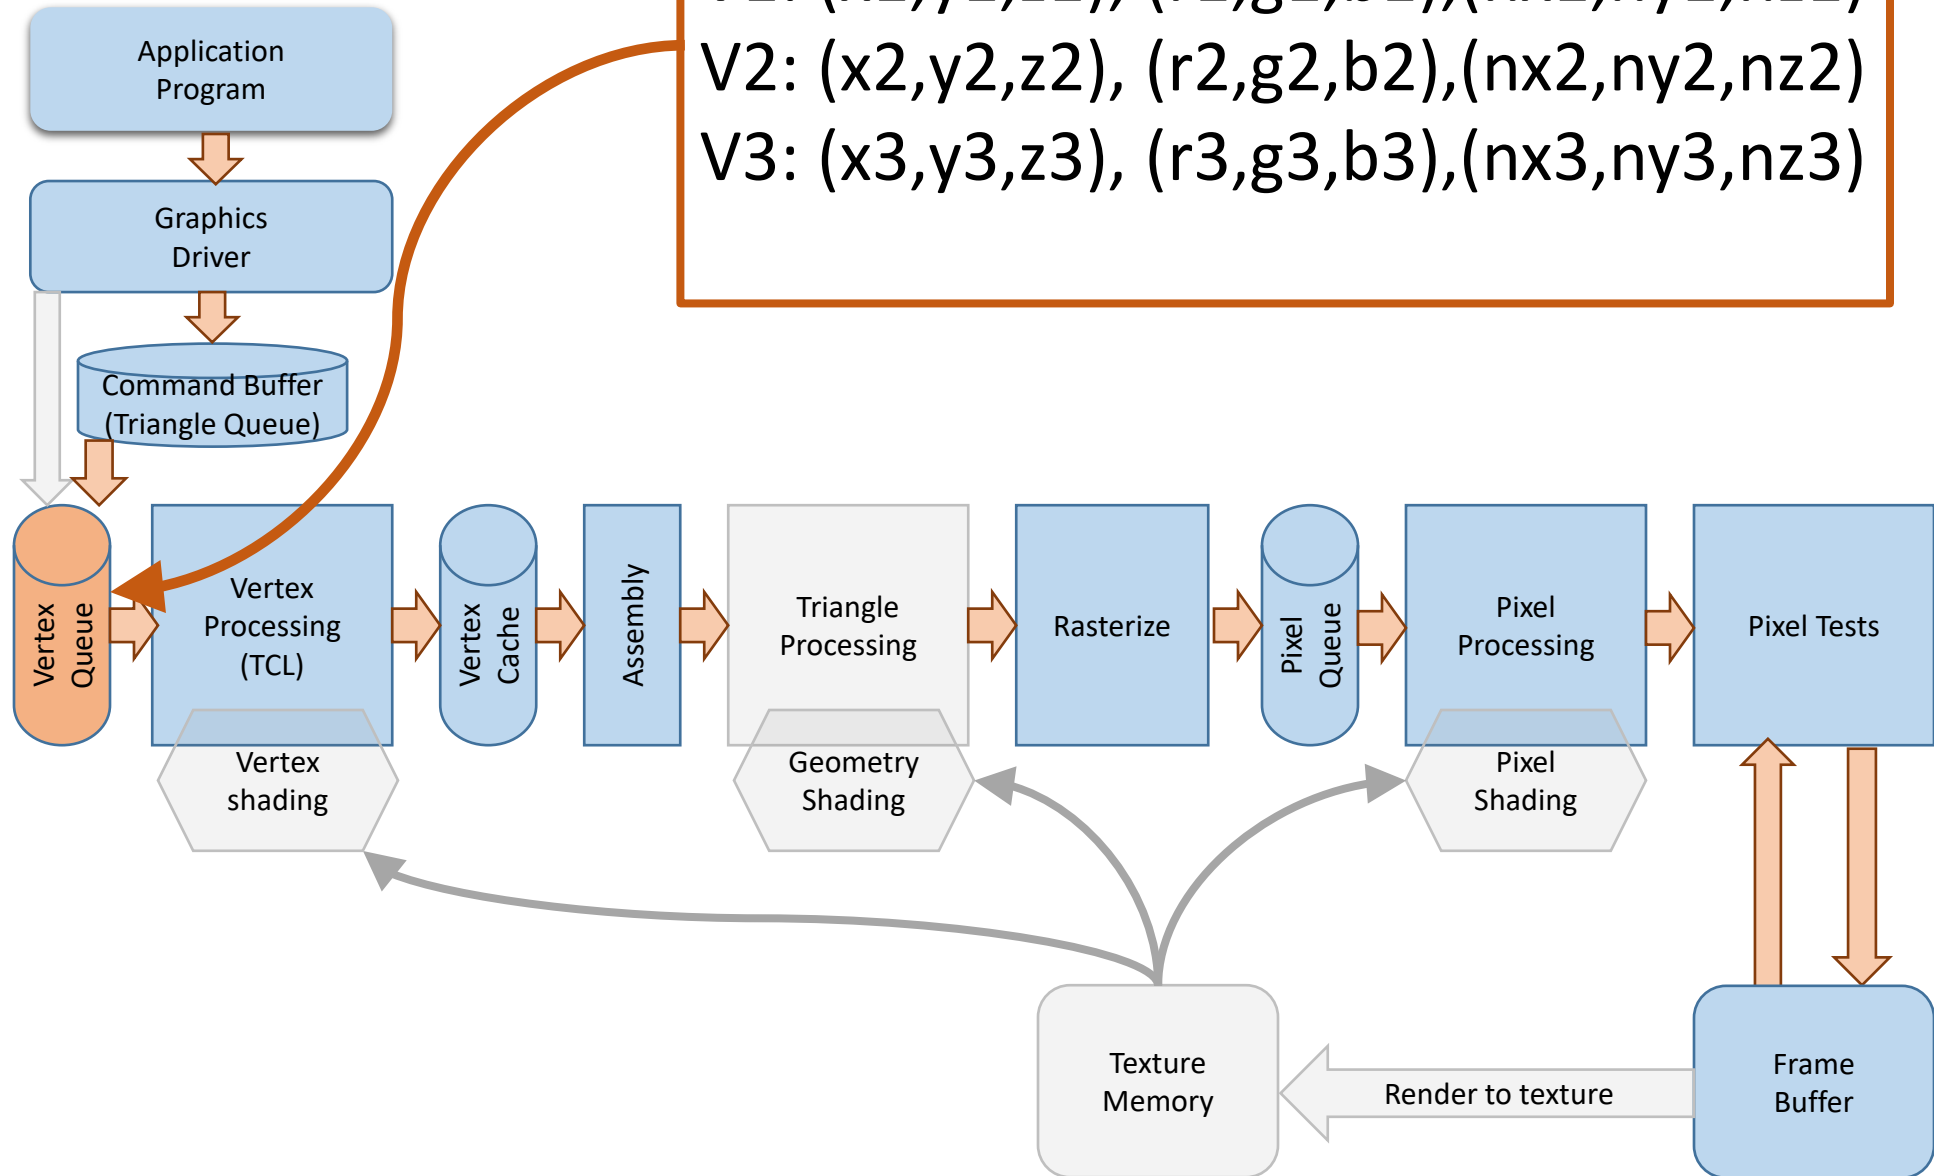 V2: (x2,y2,z2), (r2,g2,b2),(nx2,ny2,nz2)
V3: (x3,y3,z3), (r3,g3,b3),(nx3,ny3,nz3)
Application
Program
Graphics
Driver
Command Buffer
(Triangle Queue)
Vertex
Queue
Vertex
Processing
(TCL)
Vertex
shading
Vertex
Cache
Assembly
Triangle
Processing
Geometry
Shading
Rasterize
Pixel
Queue
Pixel
Processing
Pixel
Shading
Pixel Tests
Texture
Memory
Render to texture
Frame
Buffer